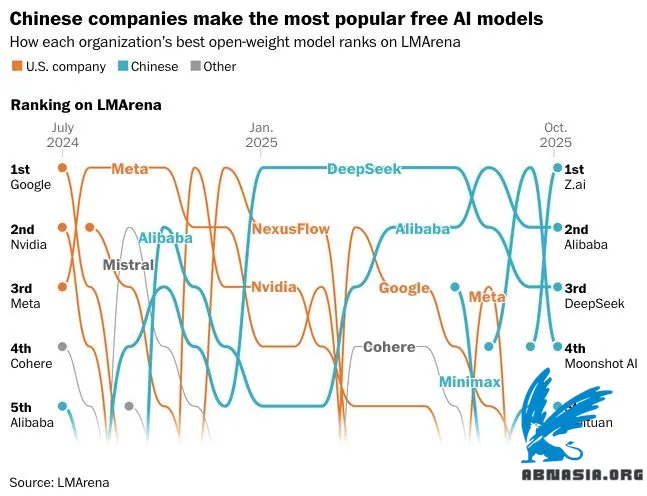 Chinese companies make the most popular free AI models
How each organization's best open-weight model ranks on LMArena
U.S. company Chinese Other
Ranking on LMArena
July
2024
Jan.
2025
Oct.
2025
1st
Google
2nd
Nvidia
3rd
Meta
4th
Cohere
5th
Alibaba
Meta
DeepSeek
Alibaba
Mistral
NexusFlow
Alibaba
Nvidia
Google
Meta
Cohere
Minimax
1st
Z.ai
2nd
Alibaba
3rd
DeepSeek
4th
Moonshot AI
ABNASIA.ORG
Source: LMArena